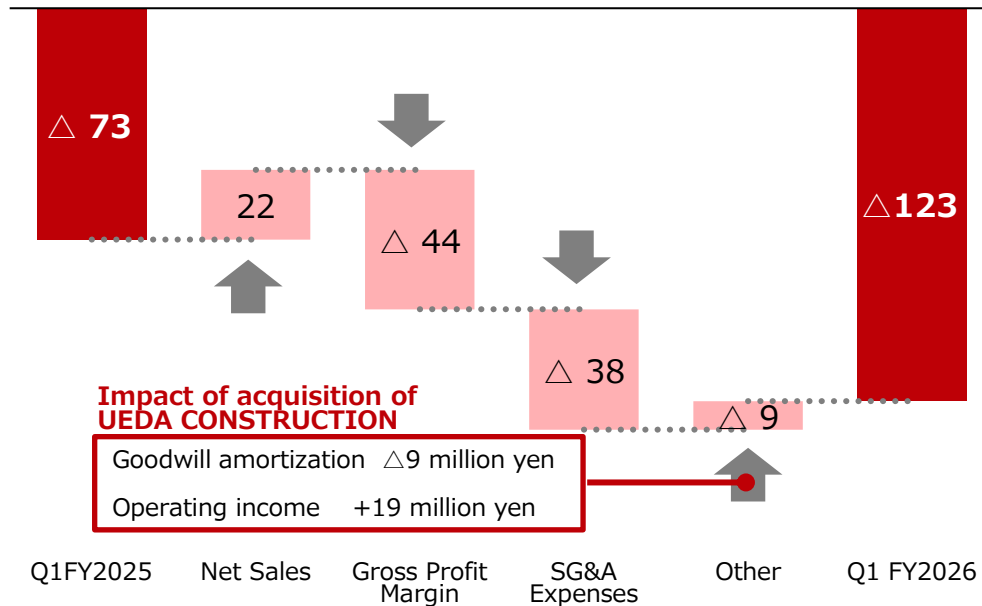 △ 73
22
△ 44
△ 38
△ 9
△123
Impact of acquisition of
UEDA CONSTRUCTION
Goodwill amortization △9 million yen
Operating income +19 million yen
Q1FY2025
Net Sales
Gross Profit
Margin
SG&A
Expenses
Other
Q1 FY2026